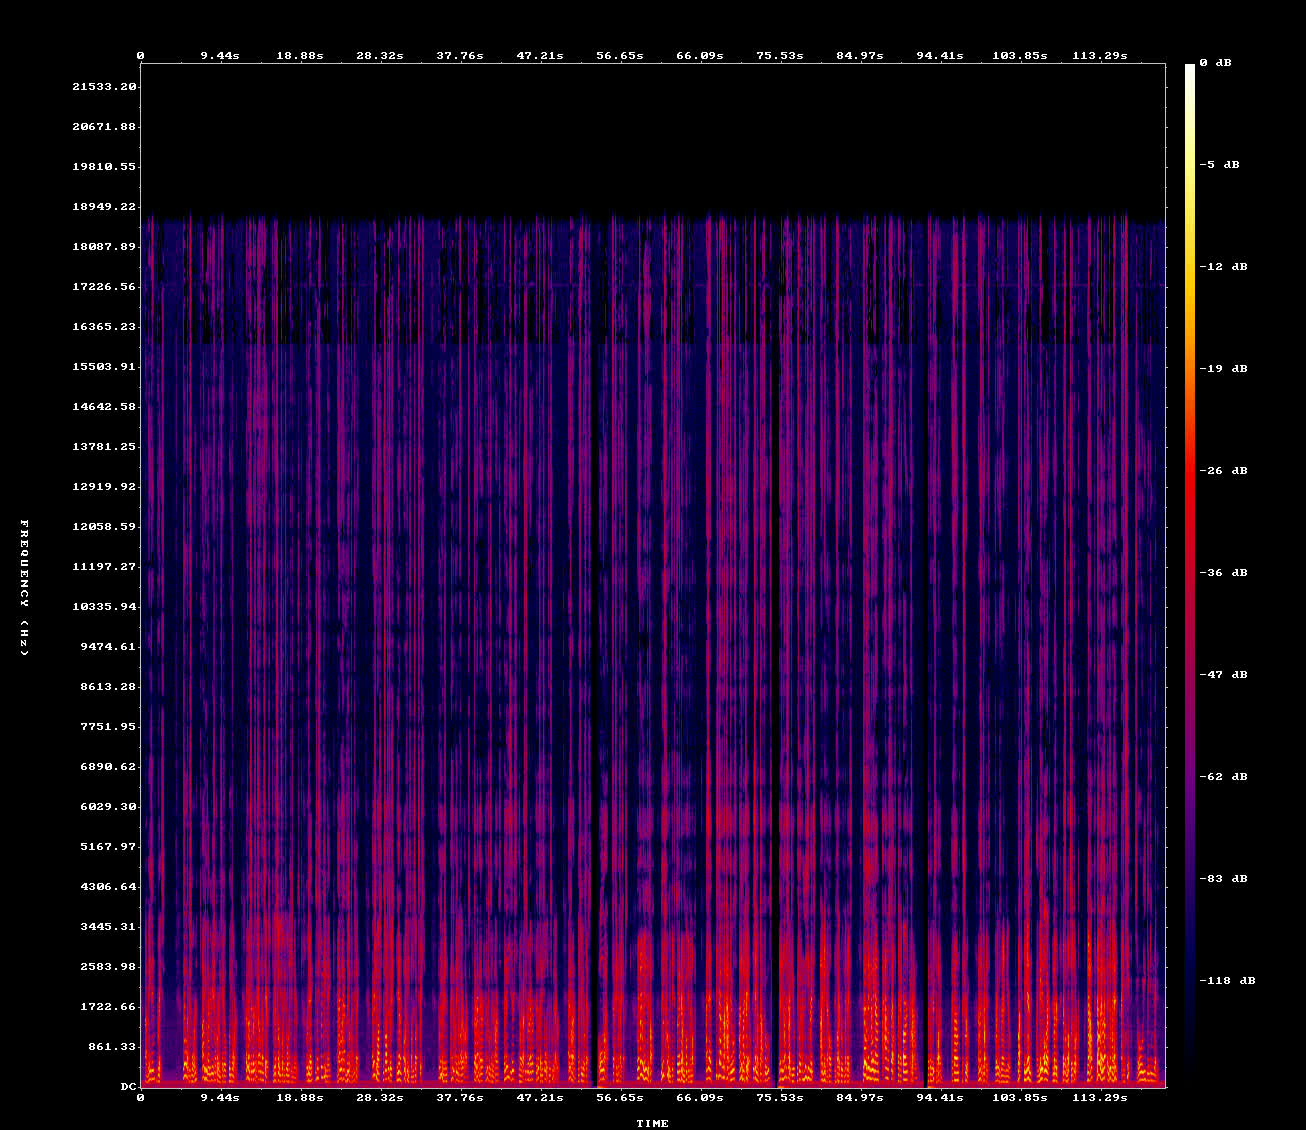 0 9.44s 18.88s 28.32s 37.76s 47.21s 56.65s 66.09s 75.53s 84.97s 94.41s 103.85s 113.29s
0 dB
21533.20
20671.88
-5 dB
19810.55
18949.22
18087.89
-12 dB
17226.56
16365.23
15503.91
-19 dB
14642.58
13781.25
-26 dB
12919.92
12058.59
11197.27
-36 dB
10335.94
9474.61
8613.28
-47 dB
7751.95
6890.62
-62 dB
6029.30
5167.97
4306.64
-83 dB
3445.31
2583.98
-118 dB
1722.66
861.33
DC
FREQUENCY (Hz)
0 9.44s 18.88s 28.32s 37.76s 47.21s 56.65s 66.09s 75.53s 84.97s 94.41s 103.85s 113.29s
TIME